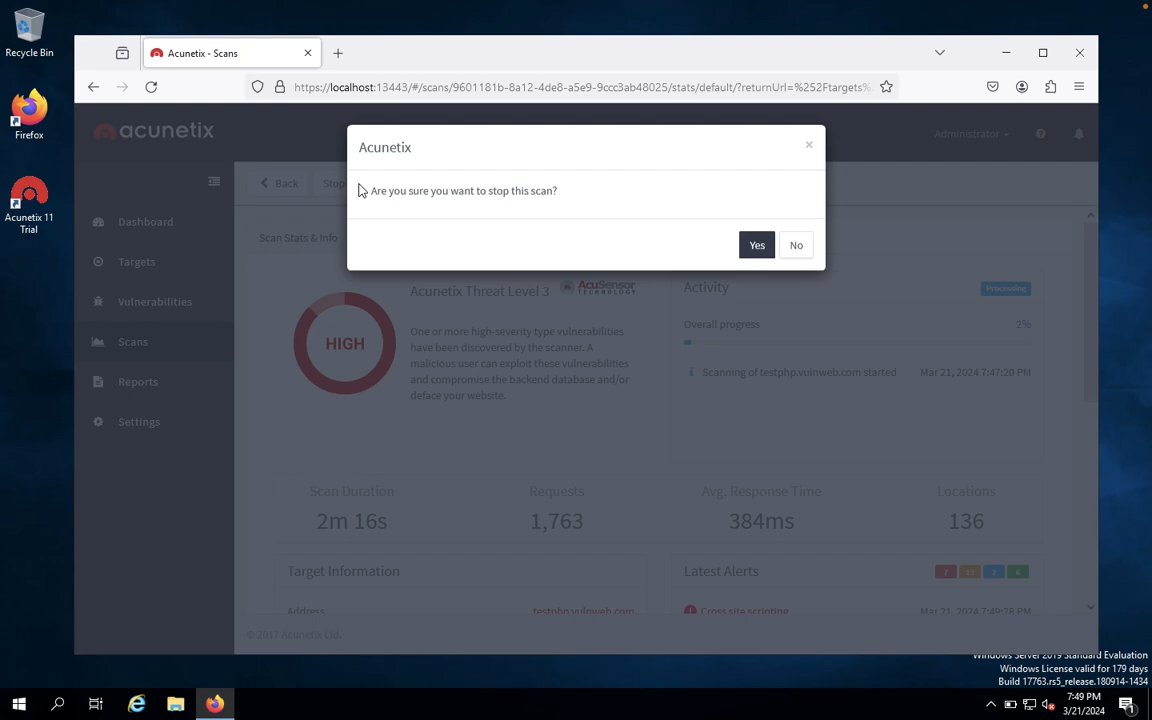 Recycle Bin
Firefox
Acunetix 11
Trial
Acunetix - Scans
https://localhost:13443/#/scans/9601181b-8a12-4de8-a5e9-9ccc3ab48025/stats/default/?returnUrl=%252Ftargets%
acunetix
Administrator
Dashboard
Targets
Vulnerabilities
Scans
Reports
Settings
Back
Stop
Acunetix
×
Are you sure you want to stop this scan?
Yes
No
Scan Stats & Info
HIGH
Acunetix Threat Level 3
AcuSensor
TECHNOLOGY
One or more high-severity type vulnerabilities
have been discovered by the scanner. A
malicious user can exploit these vulnerabilities
and compromise the backend database and/or
deface your website.
Activity
Processing
Overall progress
2%
Scanning of testphp.vulnweb.com started
Mar 21, 2024 7:47:20 PM
Scan Duration
2m 16s
Requests
1,763
Avg. Response Time
384ms
Locations
136
Target Information
Address
testphp.vulnweb.com
Latest Alerts
Cross site scripting
Mar 21, 2024 7:49:28 PM
© 2017 Acunetix Ltd.
Windows Server 2019 Standard Evaluation
Windows License valid for 179 days
Build 17763.rs5_release.180914-1434
7:49 PM
3/21/2024
1